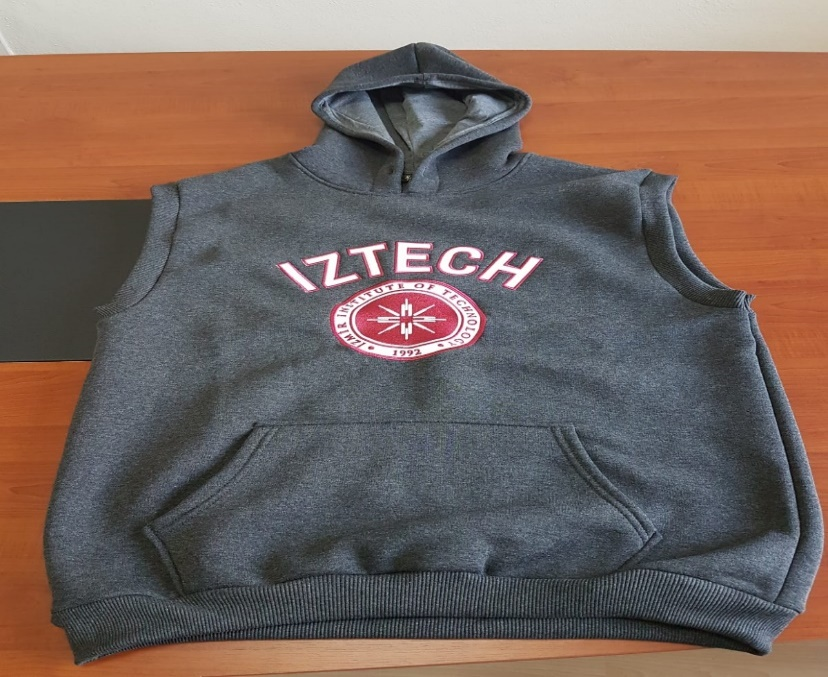 IZTECH
IZMIR INSTITUTE OF TECHNOLOGY
1992